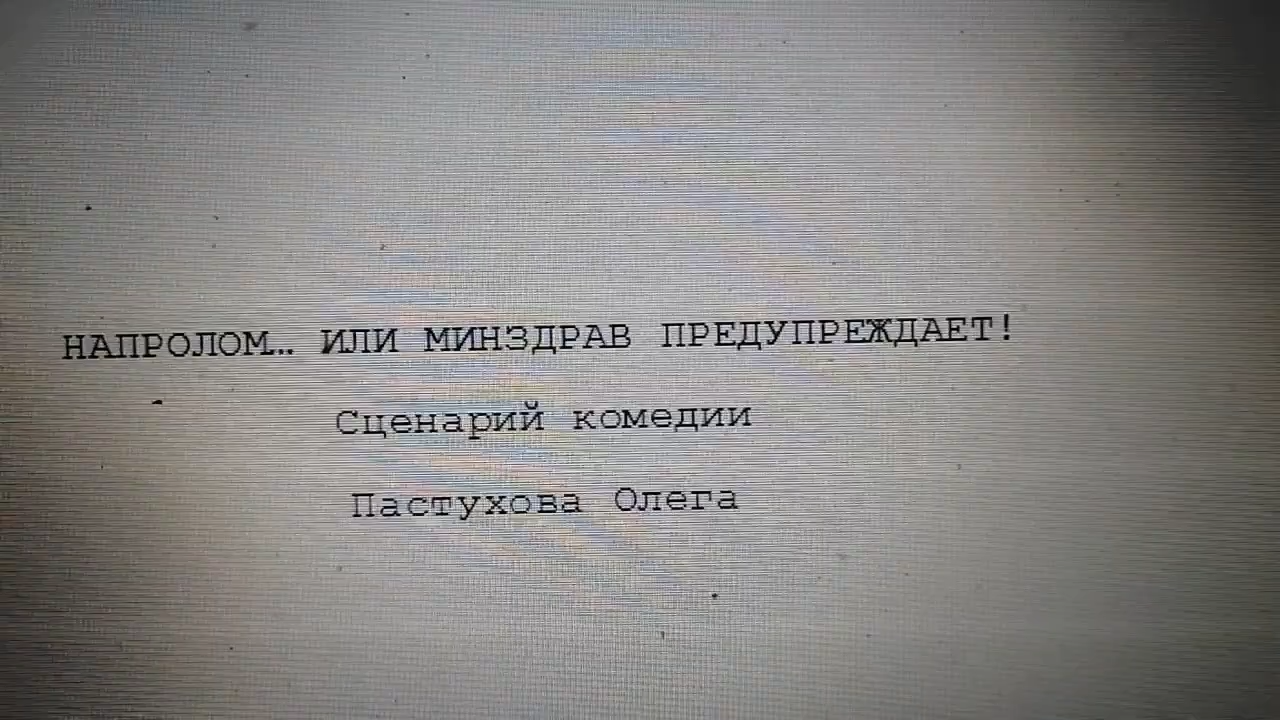 НАПРОЛОМ… ИЛИ МИНЗДРАВ ПРЕДУПРЕЖДАЕТ!
Сценарий комедии
Пастухова Олега